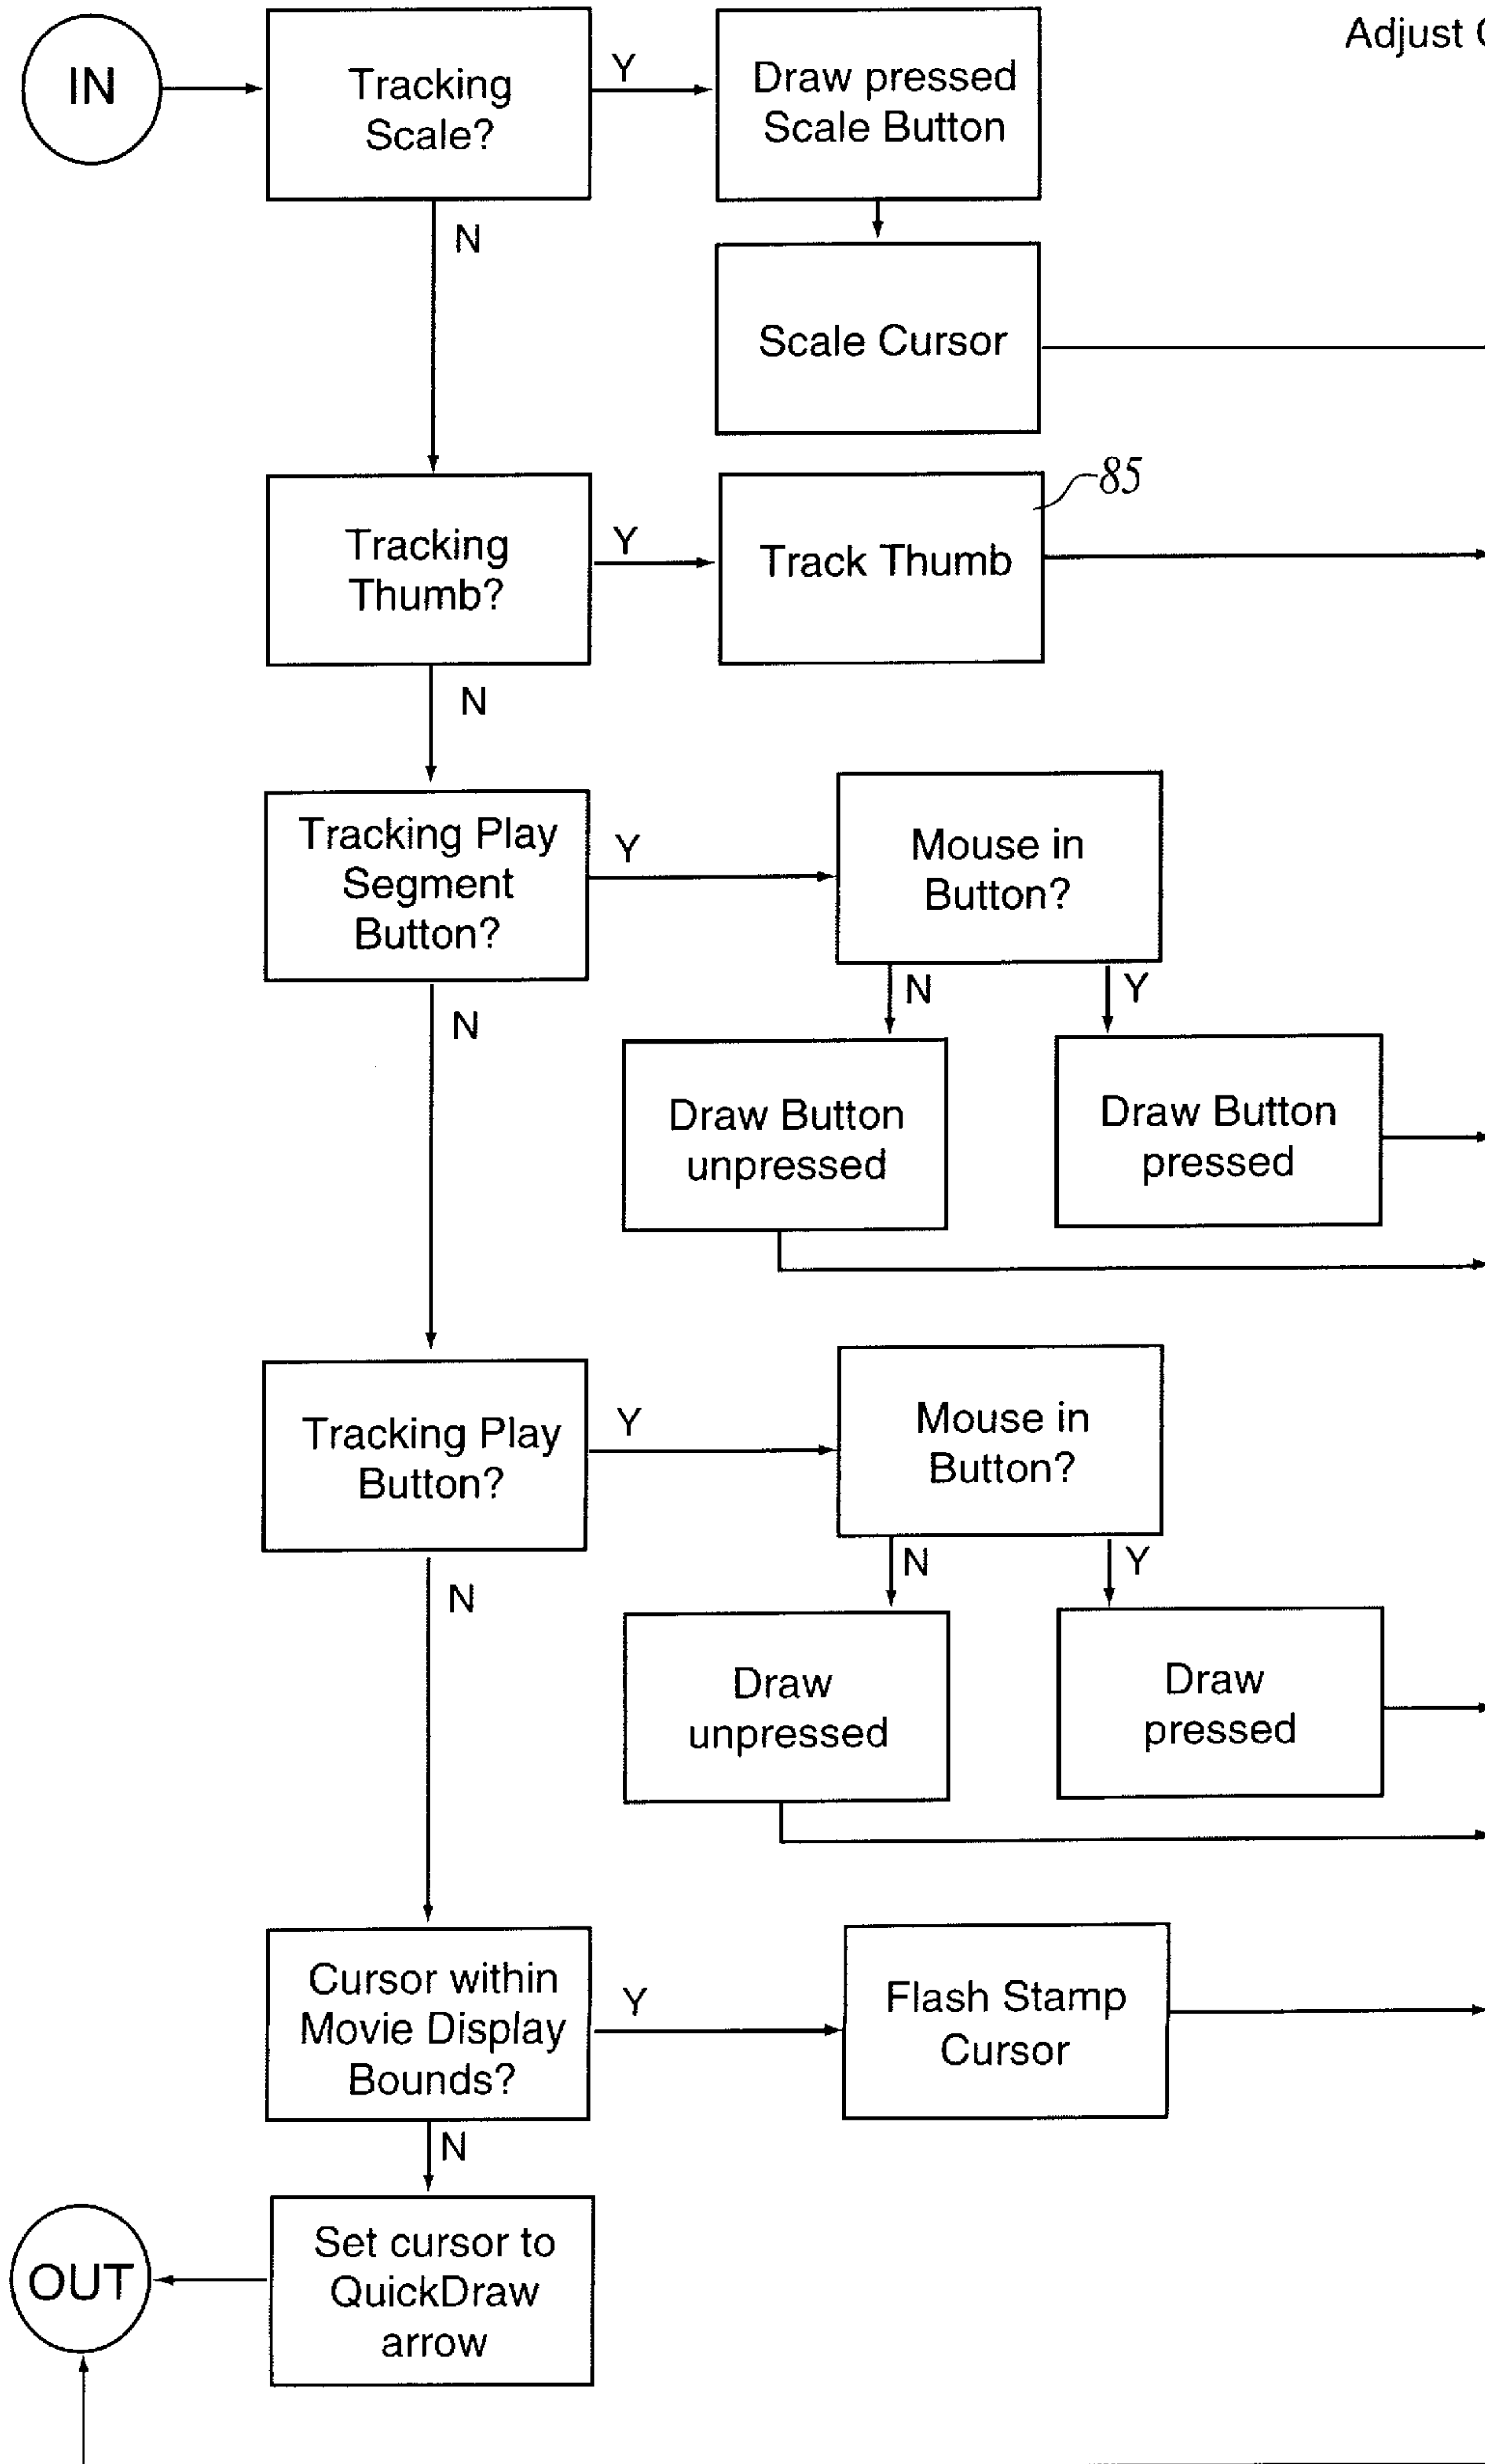 Adjust
IN
Tracking
Scale?
Y
Draw pressed
Scale Button
N
Scale Cursor
85
Tracking
Thumb?
Y
Track Thumb
N
Tracking Play
Segment
Button?
Y
Mouse in
Button?
N
Y
N
Draw Button
unpressed
Draw Button
pressed
Tracking Play
Button?
Y
Mouse in
Button?
N
Y
N
Draw
unpressed
Draw
pressed
Cursor within
Movie Display
Bounds?
Y
Flash Stamp
Cursor
N
OUT
Set cursor to
QuickDraw
arrow